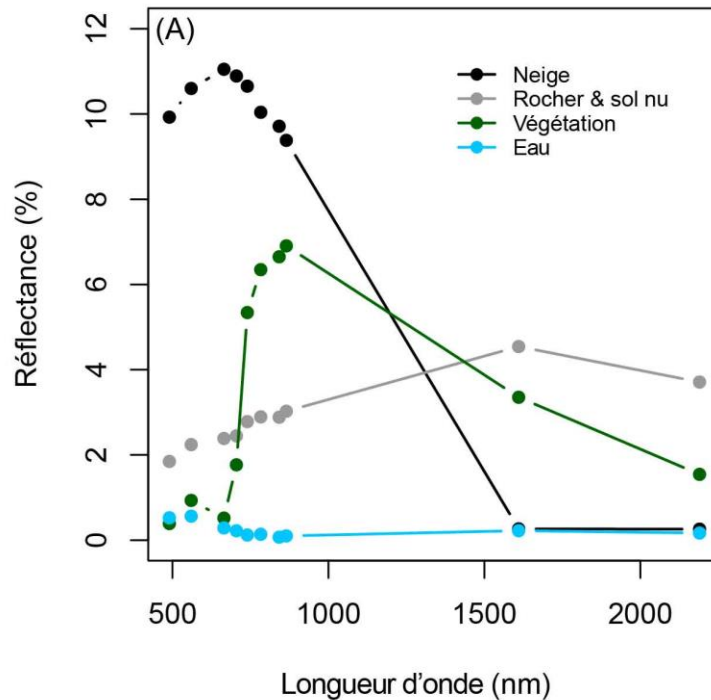 (A)
12
10
8
6
4
2
0
Réflectance (%)
Neige
Rocher & sol nu
Végétation
Eau
500 1000 1500 2000
Longueur d'onde (nm)